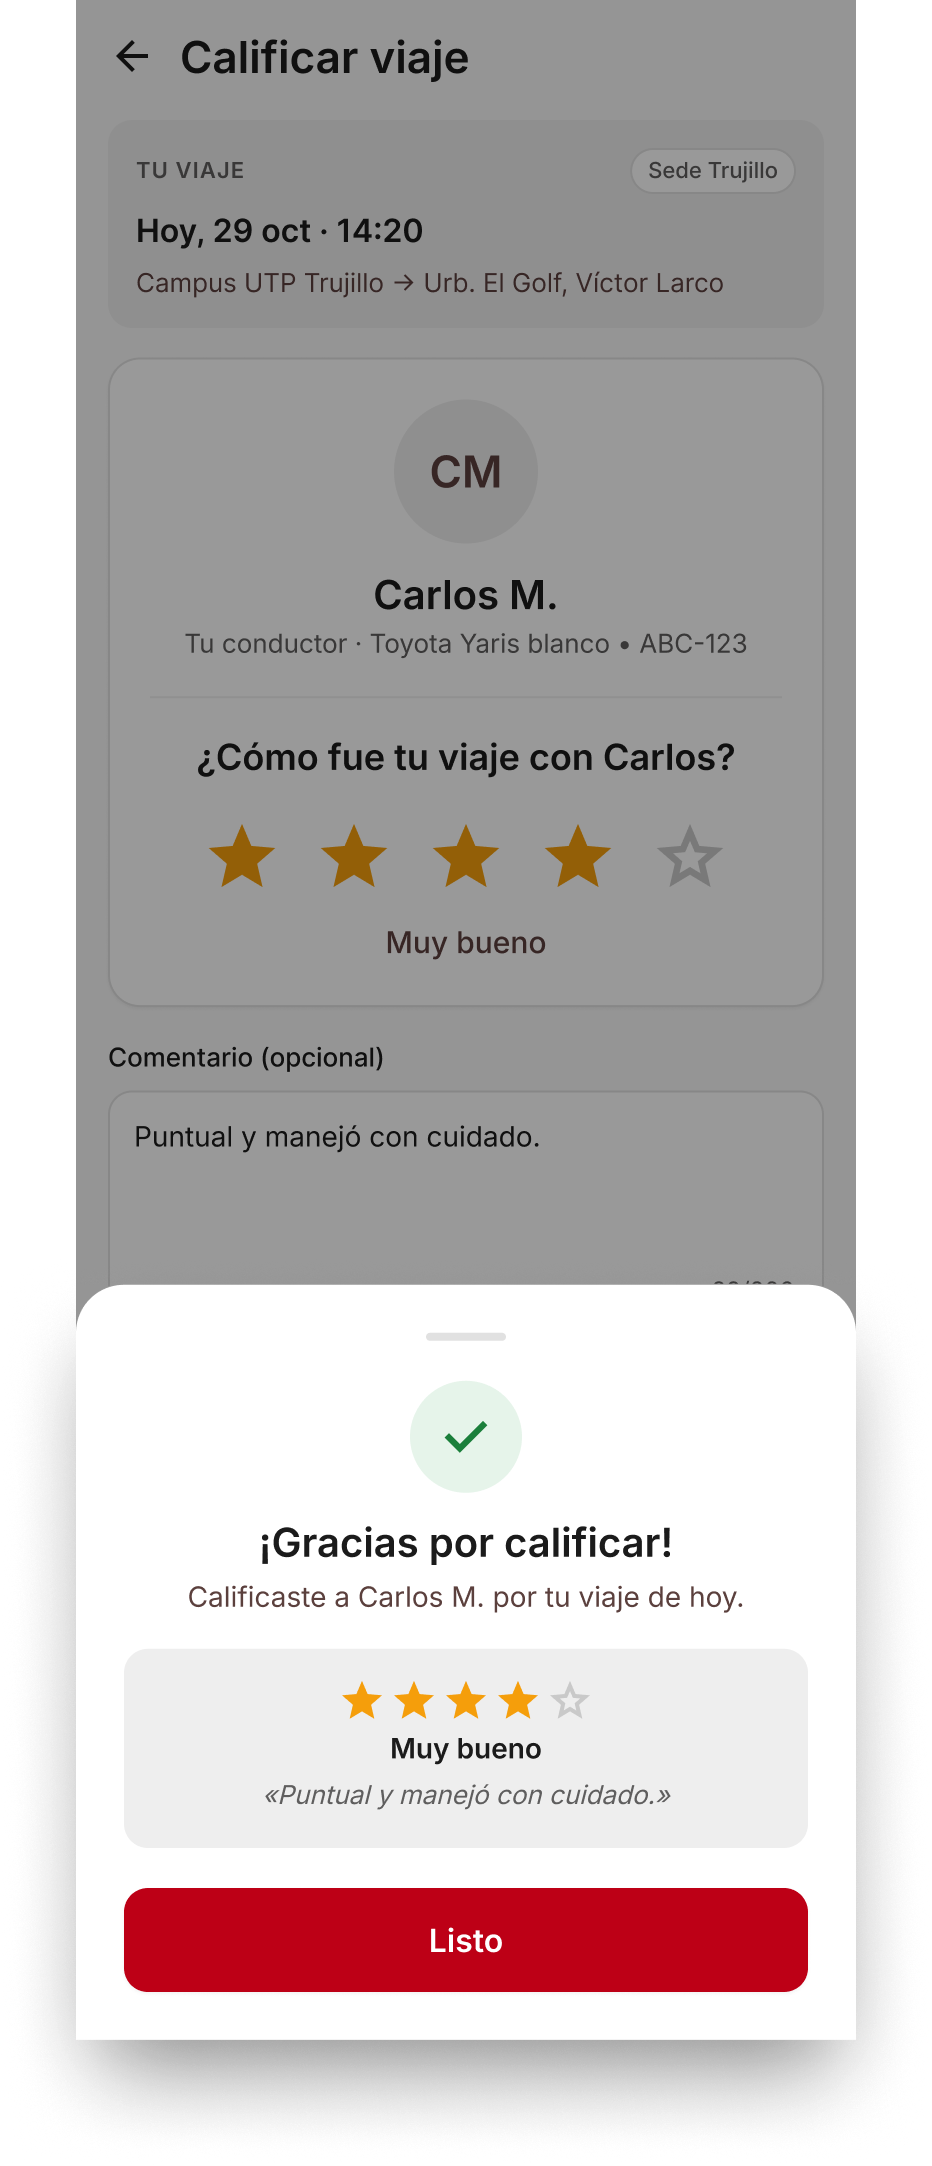 Calificar viaje
TU VIAJE
Sede Trujillo
Hoy, 29 oct · 14:20
Campus UTP Trujillo → Urb. El Golf, Víctor Larco
CM
Carlos M.
Tu conductor · Toyota Yaris blanco • ABC-123
¿Cómo fue tu viaje con Carlos?
Muy bueno
Comentario (opcional)
Puntual y manejó con cuidado.
¡Gracias por calificar!
Calificaste a Carlos M. por tu viaje de hoy.
Muy bueno
«Puntual y manejó con cuidado.»
Listo